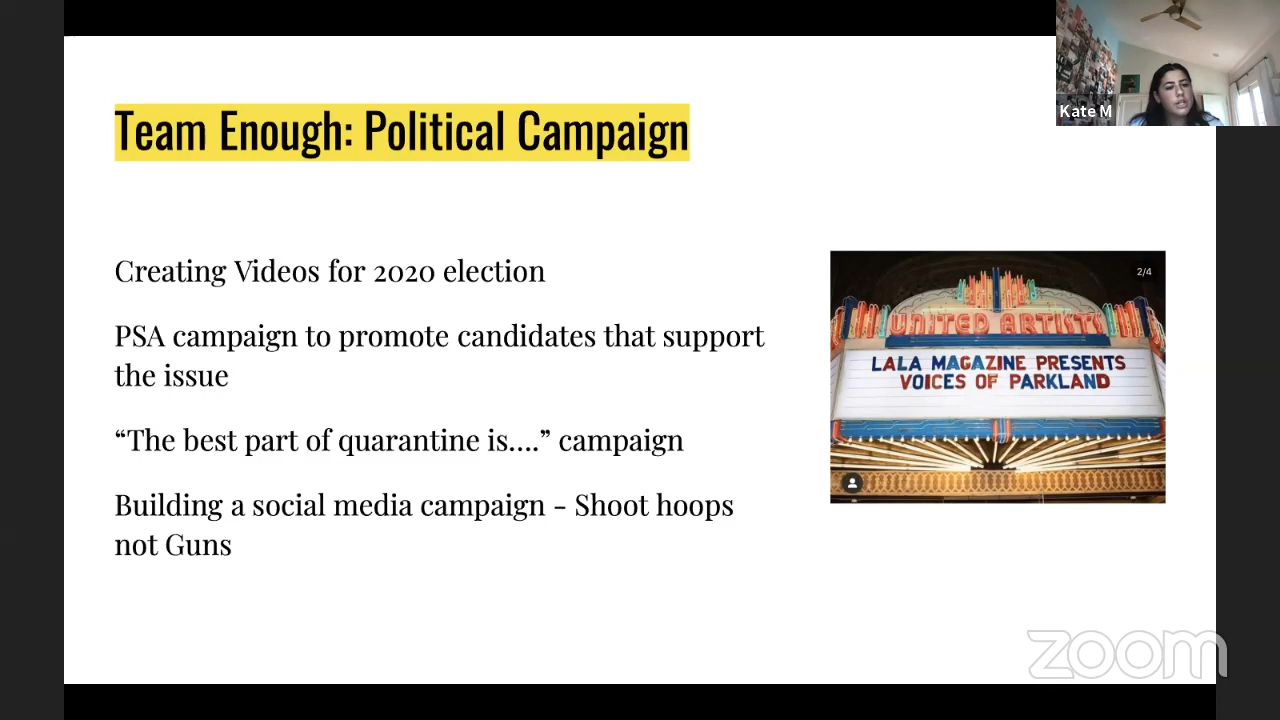 Kate M
Team Enough: Political Campaign
Creating Videos for 2020 election
PSA campaign to promote candidates that support
the issue
“The best part of quarantine is....” campaign
Building a social media campaign - Shoot hoops
not Guns
2/4
UNITED ARTISTS
LALA MAGAZINE PRESENTS
VOICES OF PARKLAND
zoom